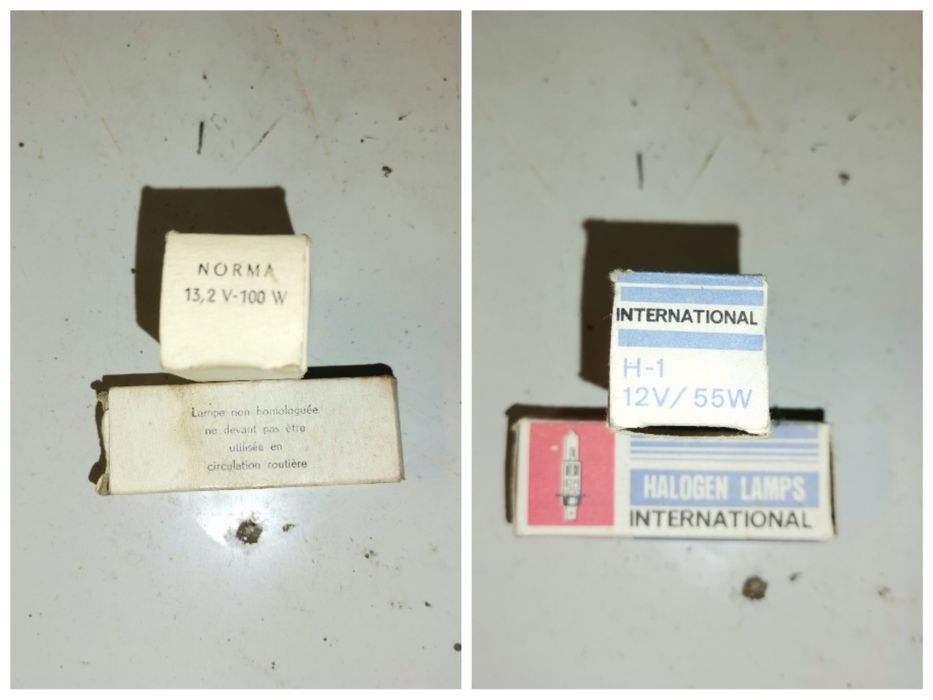 NORMA
13,2 V-100 W
Lampe non homologuée
ne devant pas être
utilisée en
circulation routière
INTERNATIONAL
H-1
12V/ 55W
HALOGEN LAMPS
INTERNATIONAL